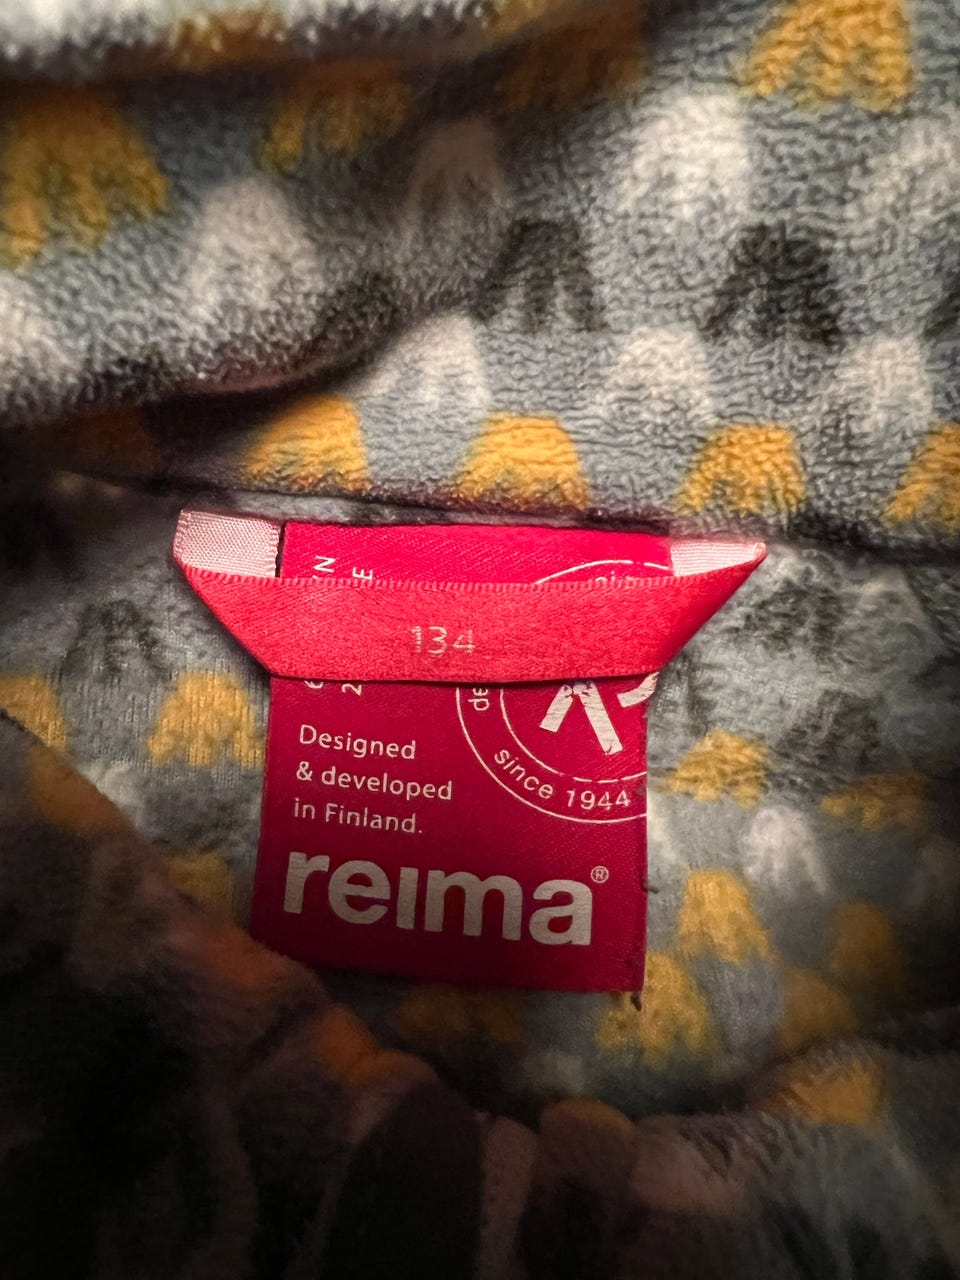 134
Designed
& developed
in Finland.
since 1944
reima®